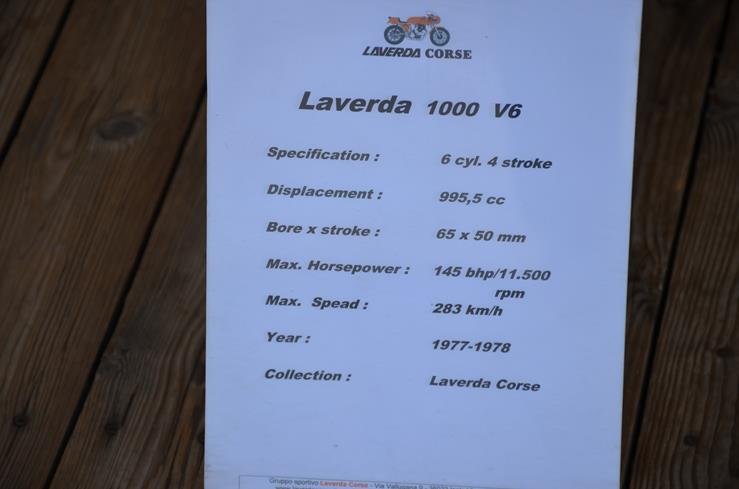 LAVERDA CORSE
Laverda 1000 V6
Specification : 6 cyl. 4 stroke
Displacement : 995,5 cc
Bore x stroke : 65 x 50 mm
Max. Horsepower : 145 bhp/11.500
rpm
Max. Spead : 283 km/h
Year : 1977-1978
Collection : Laverda Corse
Gruppo sportivo Laverda Corse - Via